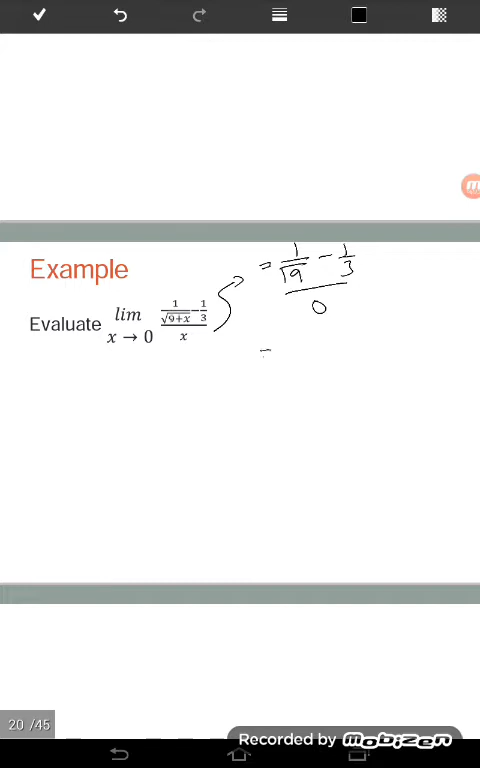 Example
= 1/√9 − 1/3
0
Evaluate lim x → 0 (1/√9+x − 1/3)/x
=
20 /45
Recorded by mobizen